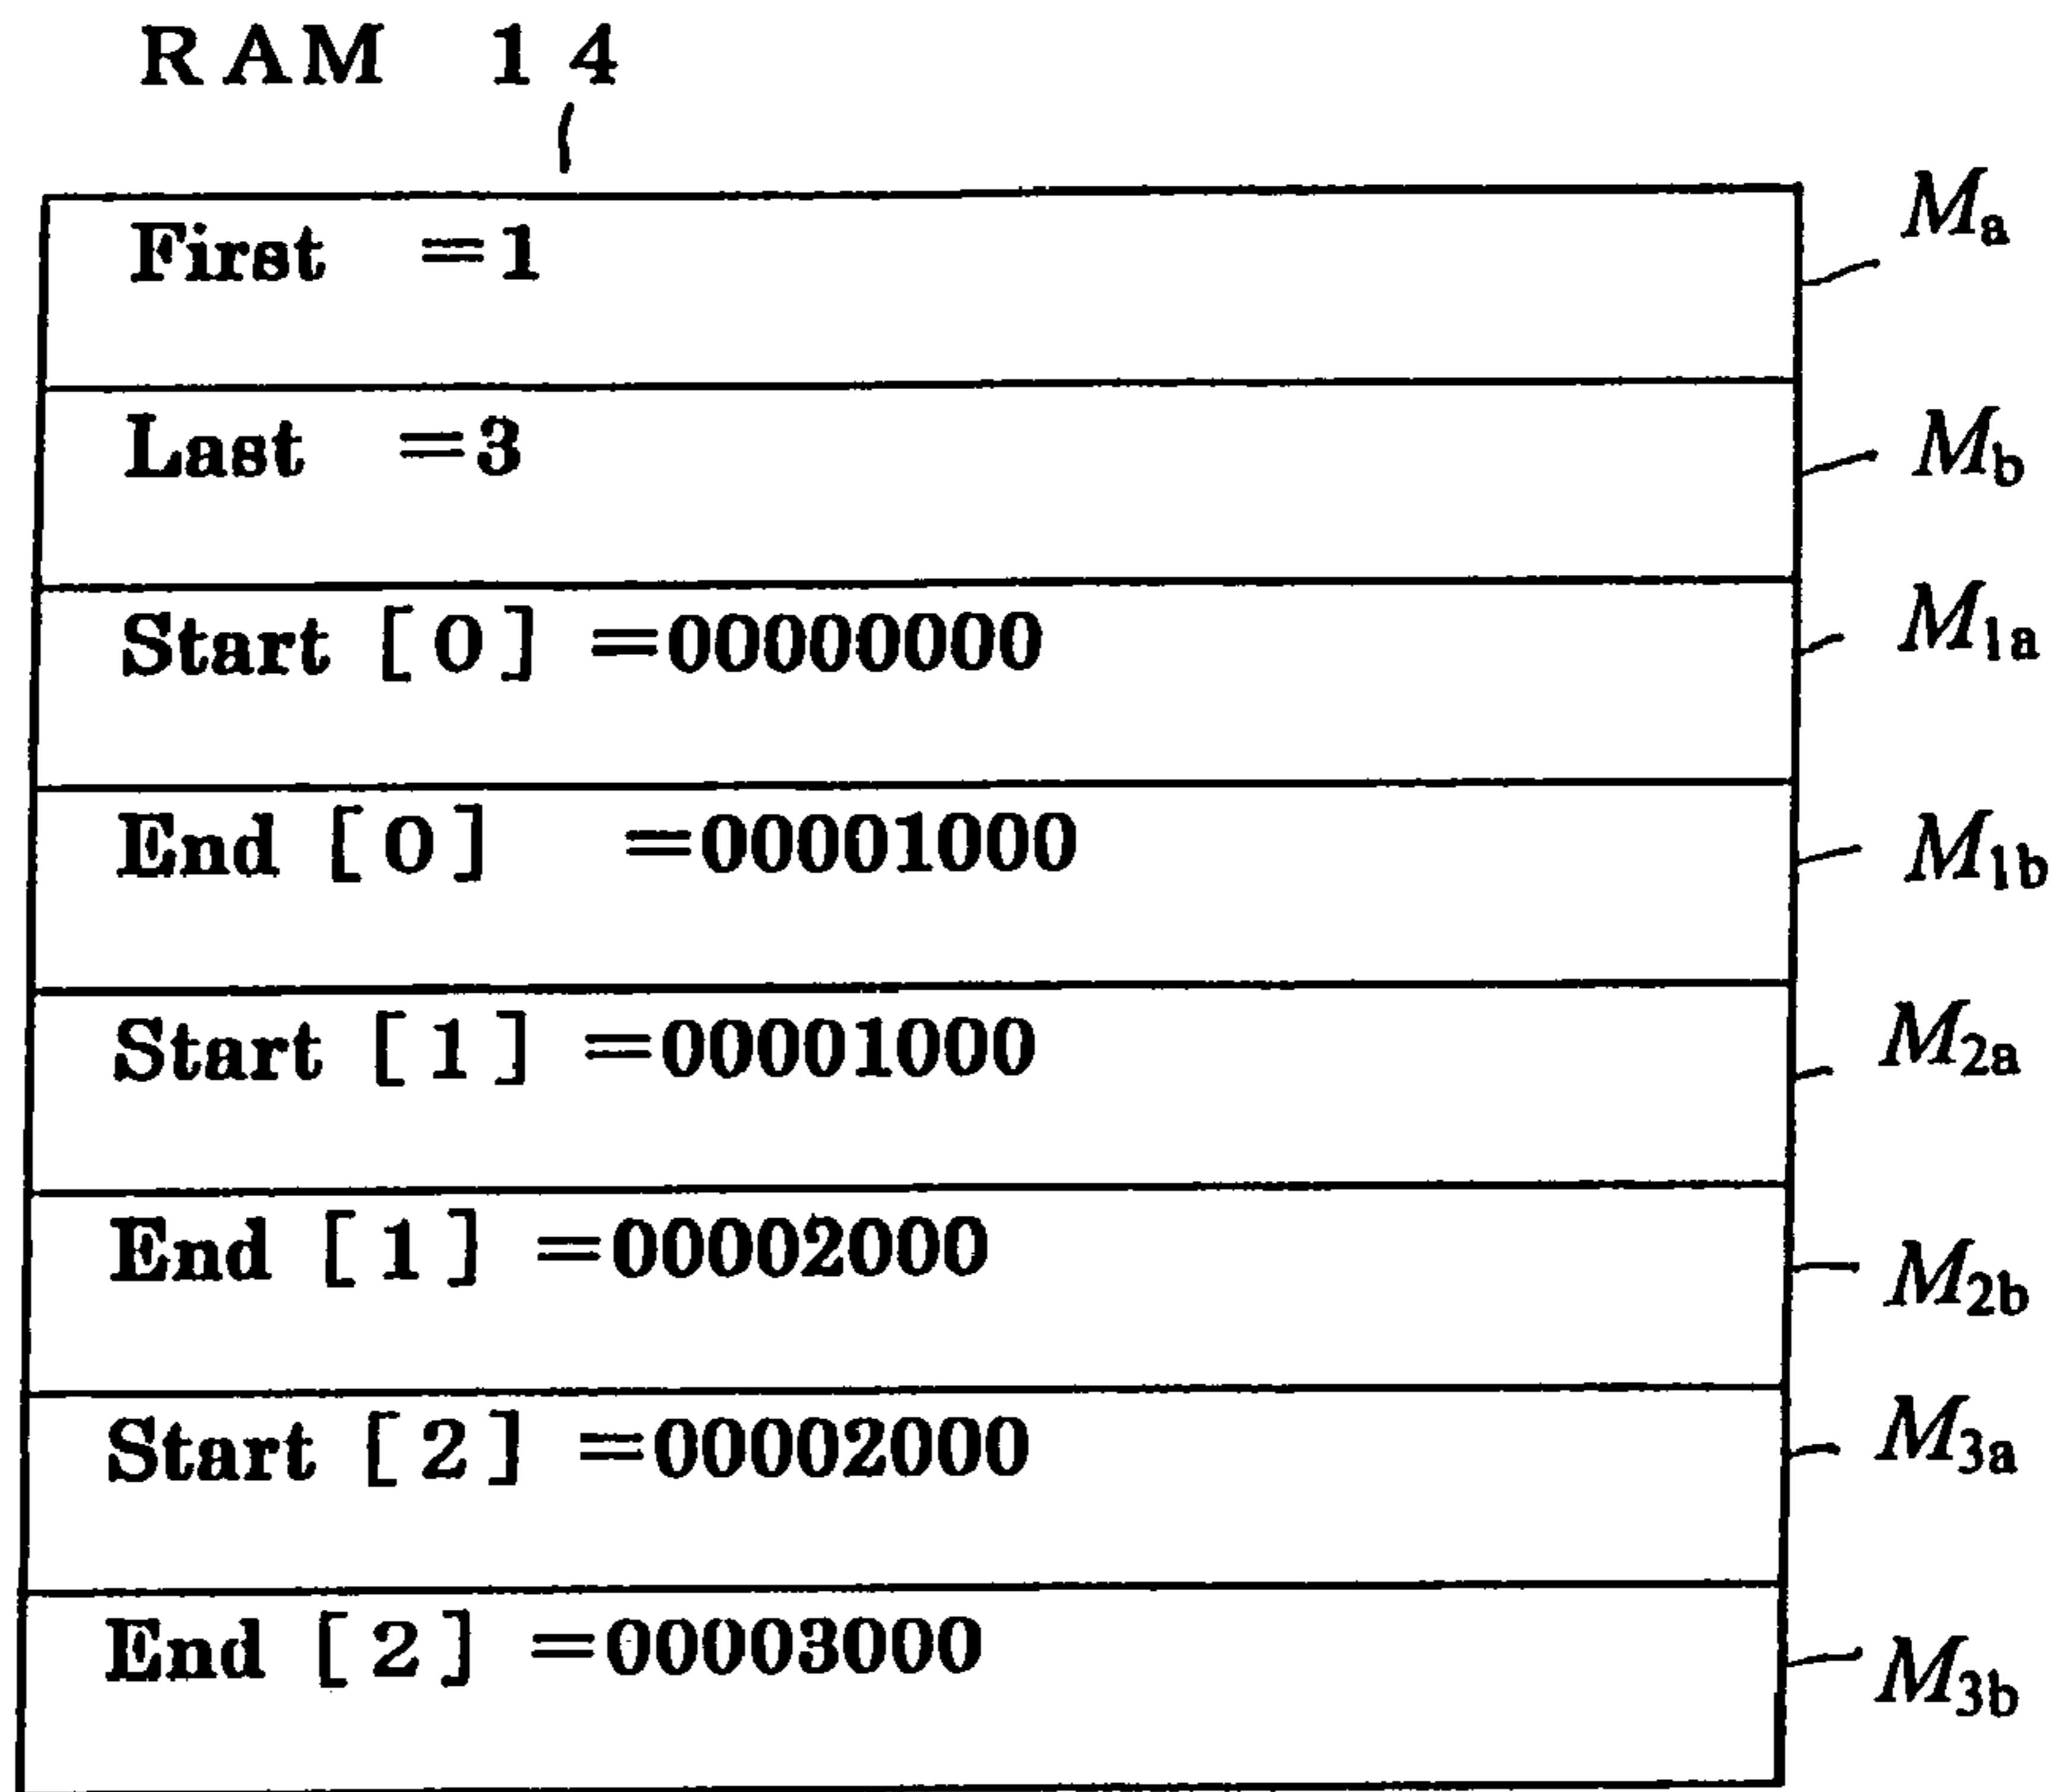 RAM 14
First =1 Ma
Last =3 Mb
Start [0] =00000000 M1a
End [0] =00001000 M1b
Start [1] =00001000 M2a
End [1] =00002000 M2b
Start [2] =00002000 M3a
End [2] =00003000 M3b